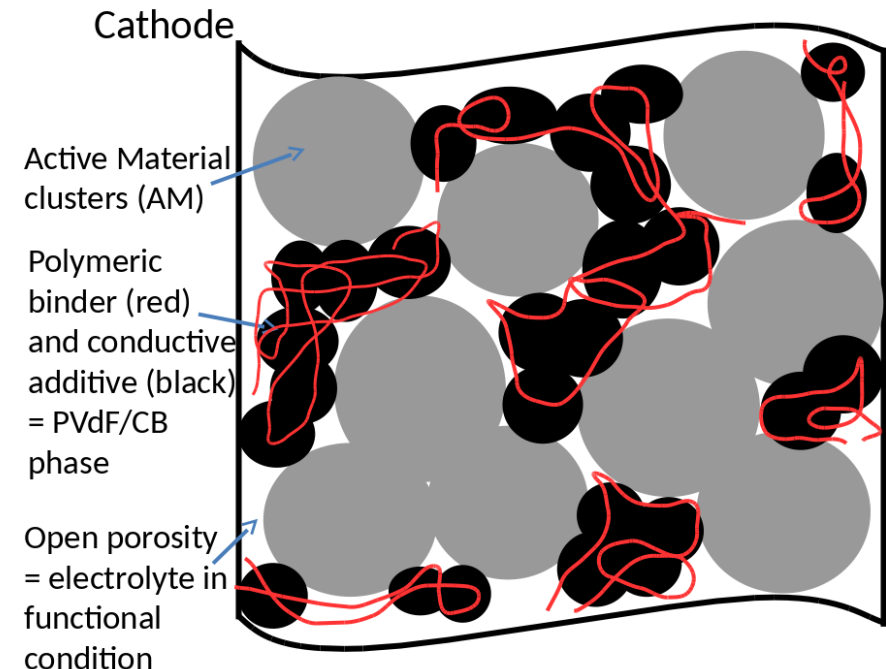 Cathode
Active Material
clusters (AM)
Polymeric
binder (red)
and conductive
additive (black)
= PVdF/CB
phase
Open porosity
= electrolyte in
functional
condition